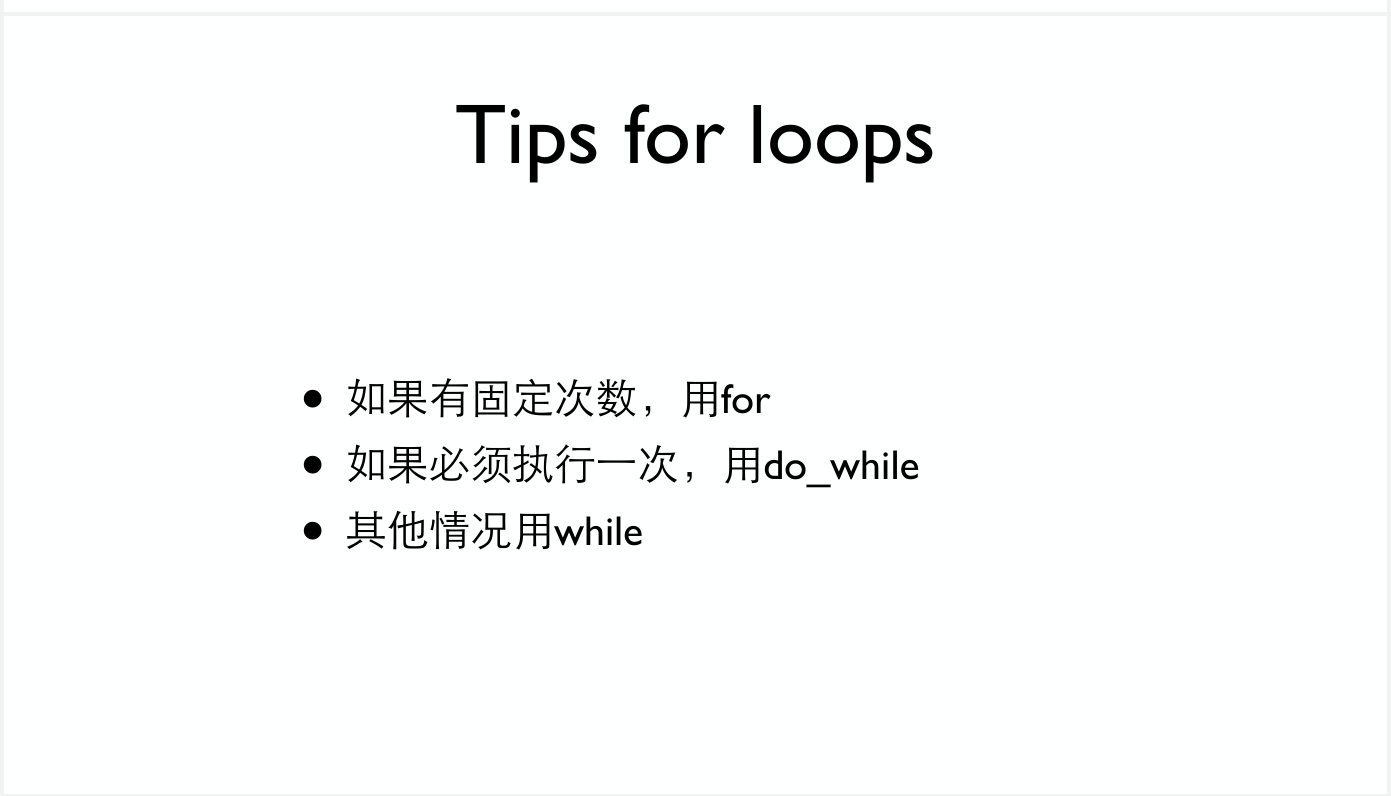 Tips for loops
• 如果有固定次数，用for
• 如果必须执行一次，用do_while
• 其他情况用while